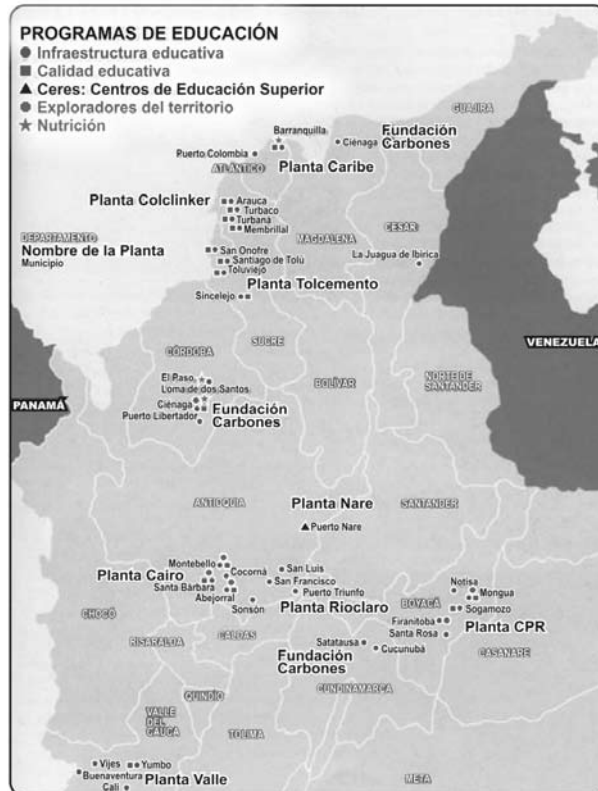 PROGRAMAS DE EDUCACIÓN
Infraestructura educativa
Calidad educativa
Ceres: Centros de Educación Superior
Exploradores del territorio
Nutrición
GUAJIRA
Barranquilla
Ciénaga
Fundación
Carbones
Puerto Colombia
ATLÁNTICO
Planta Caribe
Planta Colclinker
Arauca
Turbaco
Turbaná
Membrillal
DEPARTAMENTO
Nombre de la Planta
Municipio
MAGDALENA
CESAR
La Juagua de Ibirica
San Onofre
Santiago de Tolú
Toluviejo
Planta Tolcemento
Sincelejo
VENEZUELA
CÓRDOBA
SUCRE
BOLÍVAR
NORTE DE
SANTANDER
PANAMÁ
El Paso,
Loma de dos Santos
Ciénaga
Puerto Libertador
Fundación
Carbones
ANTIOQUIA
Planta Nare
SANTANDER
Puerto Nare
Montebello
Cocorná
San Luis
Planta Cairo
Santa Bárbara
San Francisco
Abejorral
Puerto Triunfo
Sonsón
Planta Rioclaro
Notisa
Mongua
BOYACÁ
Sogamozo
Firanitoba
Planta CPR
Santa Rosa
CHOCÓ
RISARALDA
CALDAS
Satatausa
Fundación
Carbones
Cucunubá
CASANARE
CUNDINAMARCA
QUINDÍO
VALLE
DEL
CAUCA
TOLIMA
Vijes
Yumbo
Buenaventura
Planta Valle
Cali
META